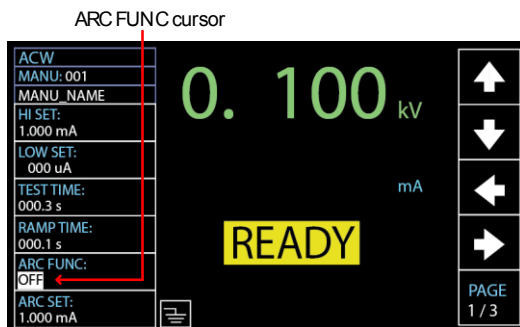 ARC FUNC cursor
ACW
MANU: 001
MANU_NAME
HI SET:
1.000 mA
LOW SET:
000 uA
TEST TIME:
000.3 s
RAMP TIME:
000.1 s
ARC FUNC:
OFF
ARC SET:
1.000 mA
0. 100 kV
mA
READY
PAGE
1 / 3